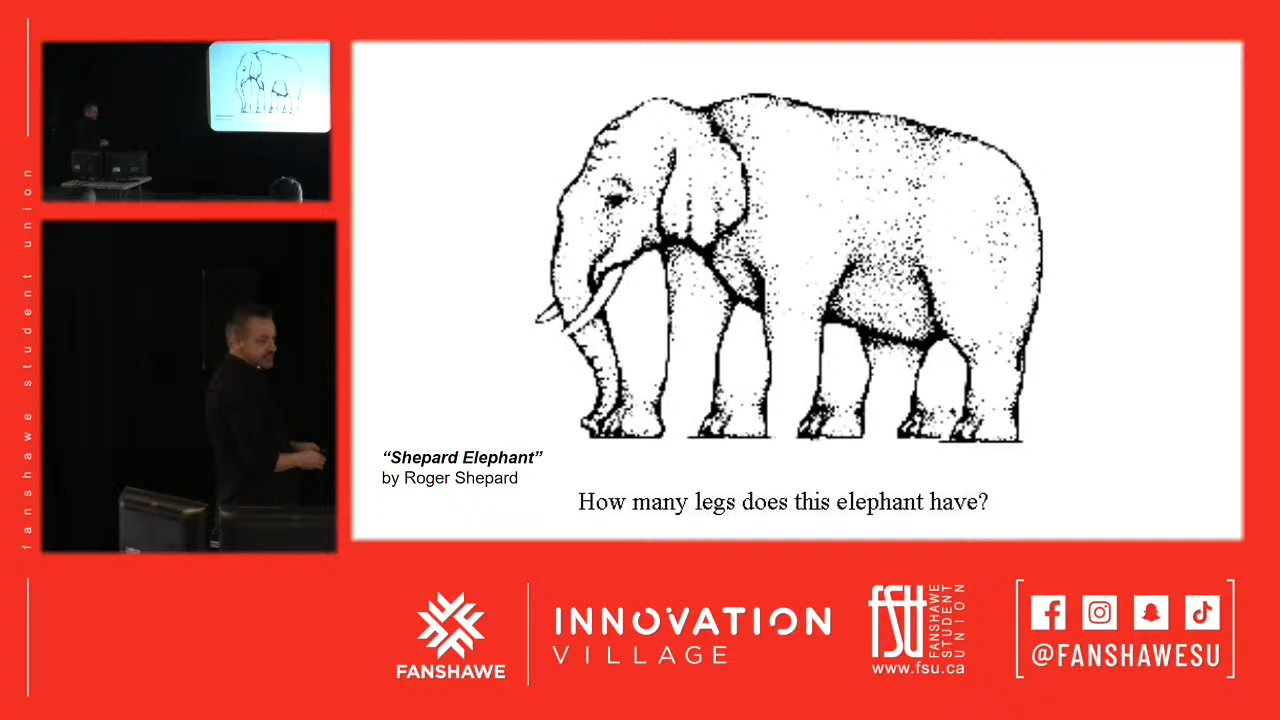 fanshawe student union
“Shepard Elephant”
by Roger Shepard
How many legs does this elephant have?
FANSHAWE
INNOVATION
VILLAGE
fsu
FANSHAWE
STUDENT
UNION
www.fsu.ca
@FANSHAWESU